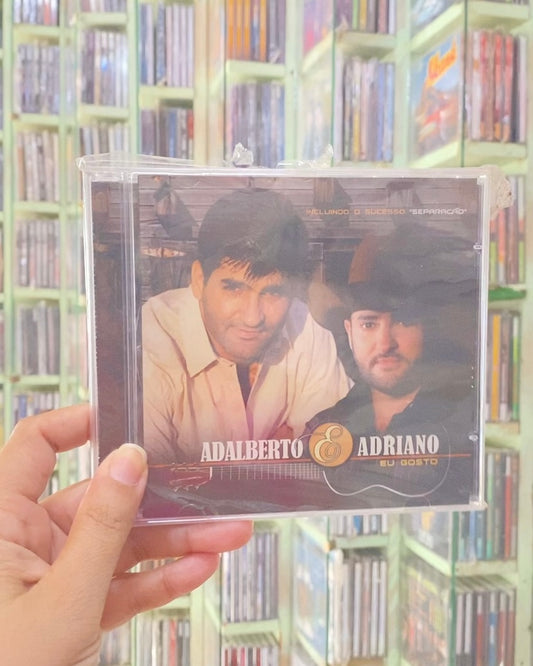 INCLUINDO O SUCESSO "SEPARAÇÃO"
ADALBERTO & ADRIANO
EU GOSTO